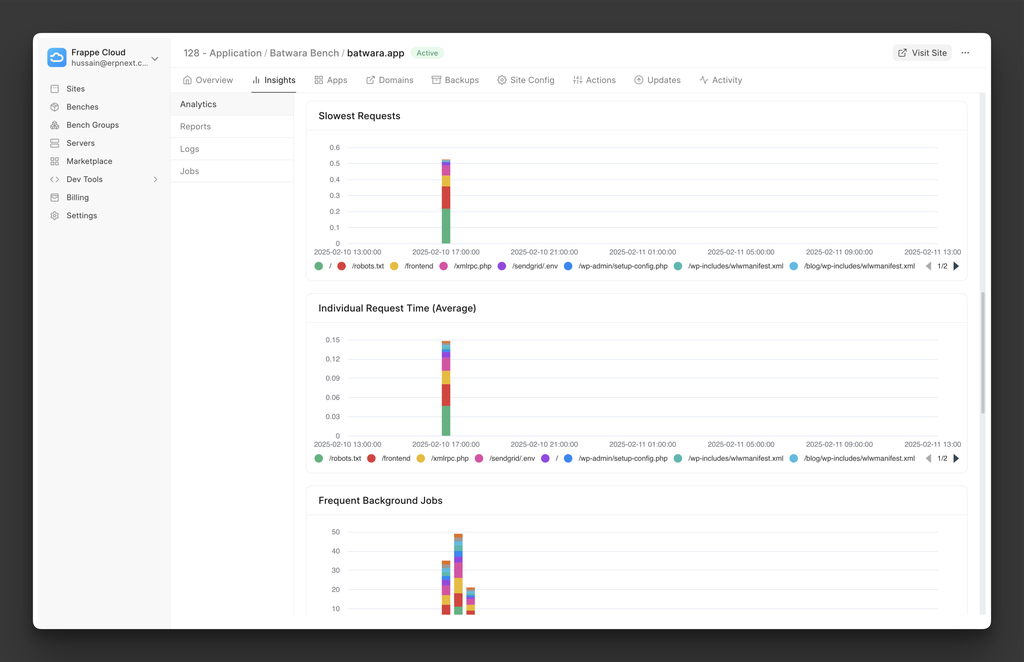 Frappe Cloud
hussain@erpnext.c...
Sites
Benches
Bench Groups
Servers
Marketplace
Dev Tools
Billing
Settings
128 - Application / Batwara Bench / batwara.app Active
Visit Site ...
Overview Insights Apps Domains Backups Site Config Actions Updates Activity
Analytics
Reports
Logs
Jobs
Slowest Requests
0.6
0.5
0.4
0.3
0.2
0.1
0
2025-02-10 13:00:00 2025-02-10 17:00:00 2025-02-10 21:00:00 2025-02-11 01:00:00 2025-02-11 05:00:00 2025-02-11 09:00:00 2025-02-11 13:00
/ /robots.txt /frontend /xmlrpc.php /sendgrid/.env /wp-admin/setup-config.php /wp-includes/wlwmanifest.xml /blog/wp-includes/wlwmanifest.xml 1/2
Individual Request Time (Average)
0.15
0.12
0.09
0.06
0.03
0
2025-02-10 13:00:00 2025-02-10 17:00:00 2025-02-10 21:00:00 2025-02-11 01:00:00 2025-02-11 05:00:00 2025-02-11 09:00:00 2025-02-11 13:00
/robots.txt /frontend /xmlrpc.php /sendgrid/.env / /wp-admin/setup-config.php /wp-includes/wlwmanifest.xml /blog/wp-includes/wlwmanifest.xml 1/2
Frequent Background Jobs
50
40
30
20
10